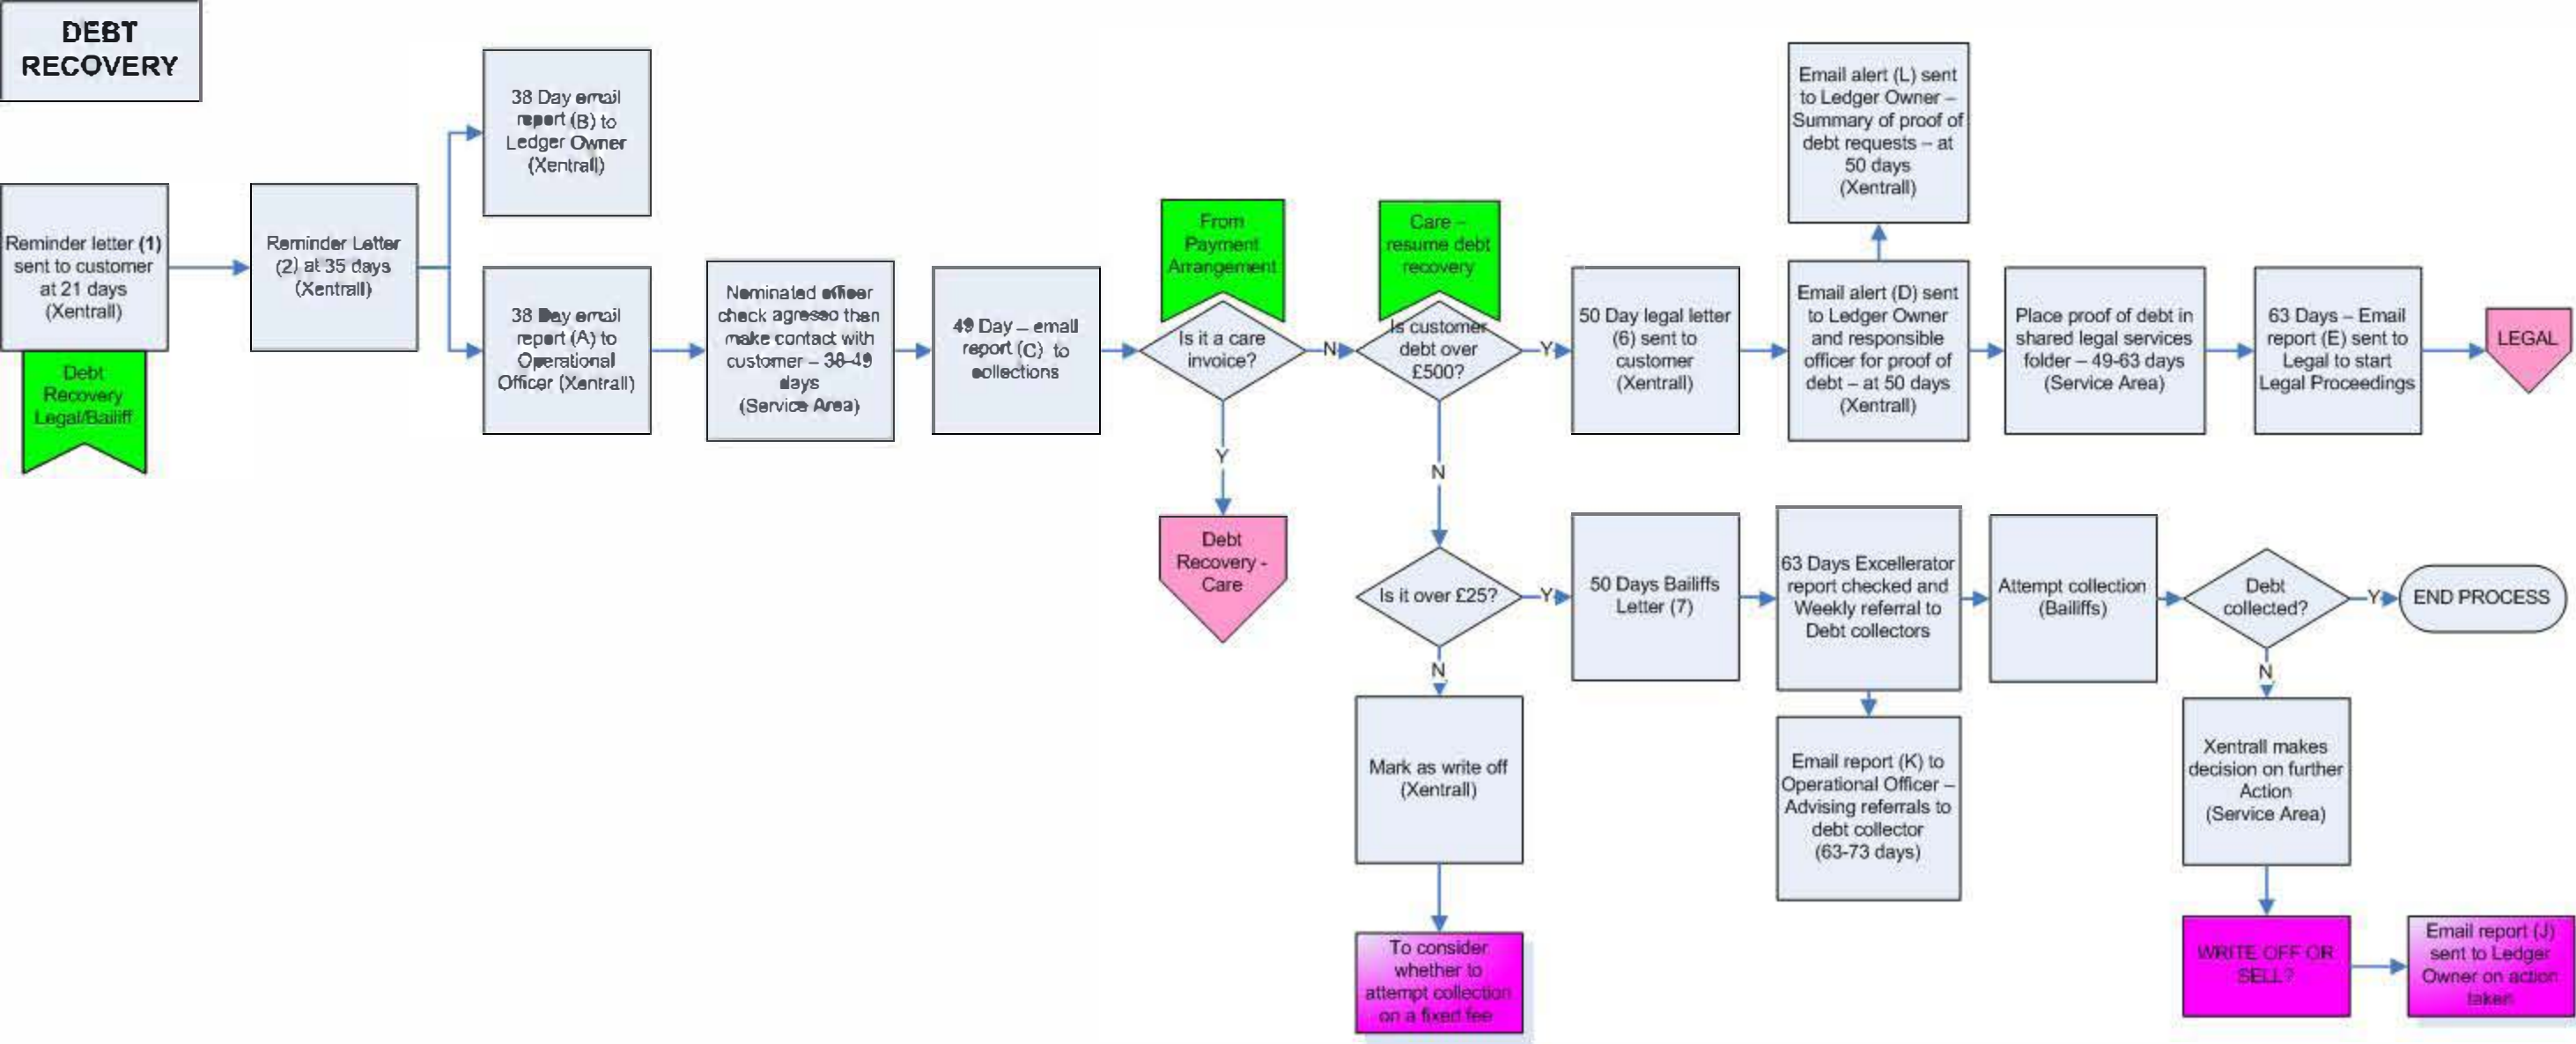 DEBT
RECOVERY
Reminder letter (1)
sent to customer
at 21 days
(Xentrall)
Debt
Recovery
Legal/Bailiff
Reminder Letter
(2) at 35 days
(Xentrall)
38 Day email
report (B) to
Ledger Owner
(Xentrall)
38 Day email
report (A) to
Operational
Officer (Xentrall)
Nominated officer
check agresso then
make contact with
customer – 38-49
days
(Service Area)
49 Day – email
report (C) to
collections
From
Payment
Arrangement
Is it a care
invoice?
Y
Debt
Recovery -
Care
N
Care –
resume debt
recovery
Is customer
debt over
£500?
Y
50 Day legal letter
(6) sent to
customer
(Xentrall)
Email alert (L) sent
to Ledger Owner –
Summary of proof of
debt requests – at
50 days
(Xentrall)
Email alert (D) sent
to Ledger Owner
and responsible
officer for proof of
debt – at 50 days
(Xentrall)
Place proof of debt in
shared legal services
folder – 49-63 days
(Service Area)
63 Days – Email
report (E) sent to
Legal to start
Legal Proceedings
LEGAL
N
Is it over £25?
Y
50 Days Bailiffs
Letter (7)
63 Days Excellerator
report checked and
Weekly referral to
Debt collectors
Attempt collection
(Bailiffs)
Debt
collected?
Y
END PROCESS
N
Mark as write off
(Xentrall)
To consider
whether to
attempt collection
on a fixed fee
Email report (K) to
Operational Officer –
Advising referrals to
debt collector
(63-73 days)
N
Xentrall makes
decision on further
Action
(Service Area)
WRITE OFF OR
SELL?
Email report (J)
sent to Ledger
Owner on action
taken